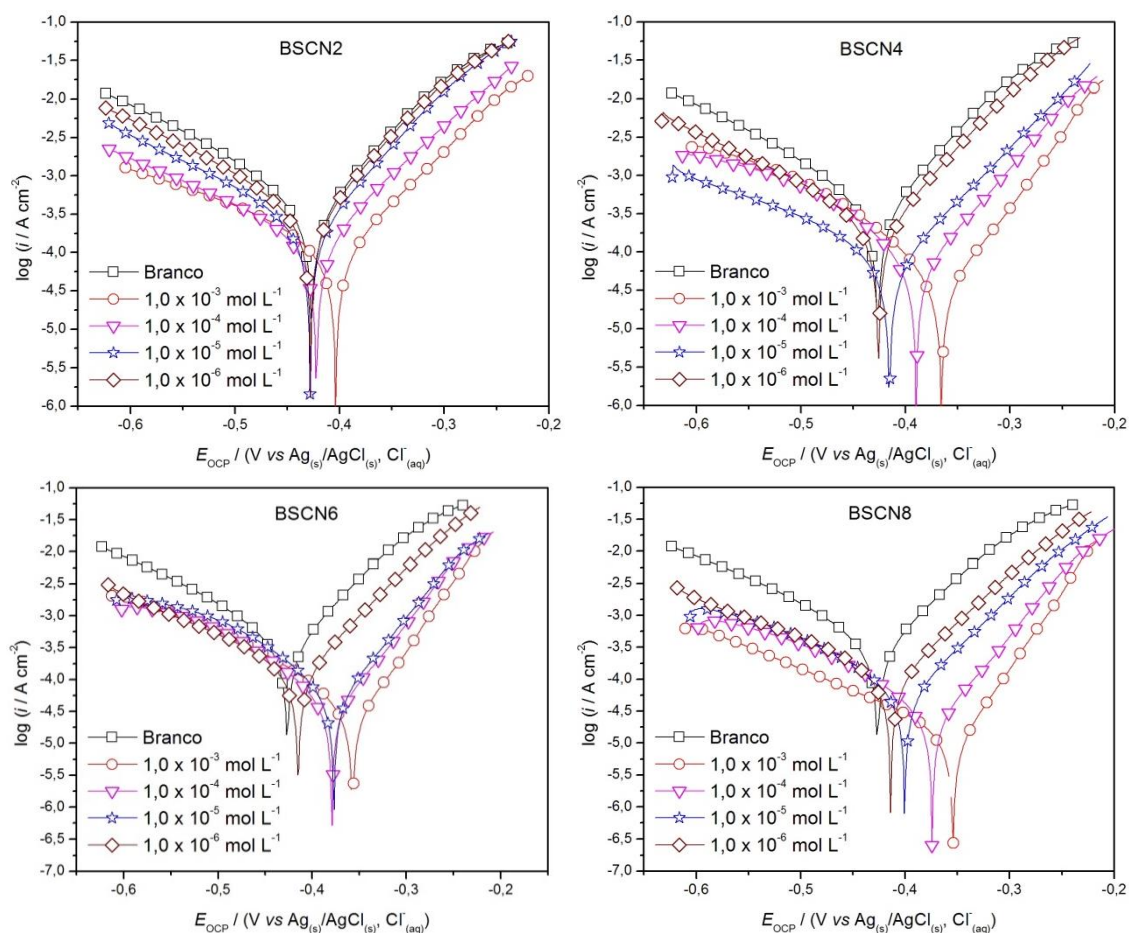 BSCN2
-1,0
-1,5
-2,0
-2,5
-3,0
-3,5
-4,0
-4,5
-5,0
-5,5
-6,0
log (i / A cm⁻²)
Branco
1,0 x 10⁻³ mol L⁻¹
1,0 x 10⁻⁴ mol L⁻¹
1,0 x 10⁻⁵ mol L⁻¹
1,0 x 10⁻⁶ mol L⁻¹
-0,6 -0,5 -0,4 -0,3 -0,2
E_OCP / (V vs Ag(s)/AgCl(s), Cl⁻(aq))
BSCN4
-1,0
-1,5
-2,0
-2,5
-3,0
-3,5
-4,0
-4,5
-5,0
-5,5
-6,0
log (i / A cm⁻²)
Branco
1,0 x 10⁻³ mol L⁻¹
1,0 x 10⁻⁴ mol L⁻¹
1,0 x 10⁻⁵ mol L⁻¹
1,0 x 10⁻⁶ mol L⁻¹
-0,6 -0,5 -0,4 -0,3 -0,2
E_OCP / (V vs Ag(s)/AgCl(s), Cl⁻(aq))
BSCN6
-1,0
-1,5
-2,0
-2,5
-3,0
-3,5
-4,0
-4,5
-5,0
-5,5
-6,0
-6,5
-7,0
log (i / A cm⁻²)
Branco
1,0 x 10⁻³ mol L⁻¹
1,0 x 10⁻⁴ mol L⁻¹
1,0 x 10⁻⁵ mol L⁻¹
1,0 x 10⁻⁶ mol L⁻¹
-0,6 -0,5 -0,4 -0,3 -0,2
E_OCP / (V vs Ag(s)/AgCl(s), Cl⁻(aq))
BSCN8
-1,0
-1,5
-2,0
-2,5
-3,0
-3,5
-4,0
-4,5
-5,0
-5,5
-6,0
-6,5
-7,0
log (i / A cm⁻²)
Branco
1,0 x 10⁻³ mol L⁻¹
1,0 x 10⁻⁴ mol L⁻¹
1,0 x 10⁻⁵ mol L⁻¹
1,0 x 10⁻⁶ mol L⁻¹
-0,6 -0,5 -0,4 -0,3 -0,2
E_OCP / (V vs Ag(s)/AgCl(s), Cl⁻(aq))